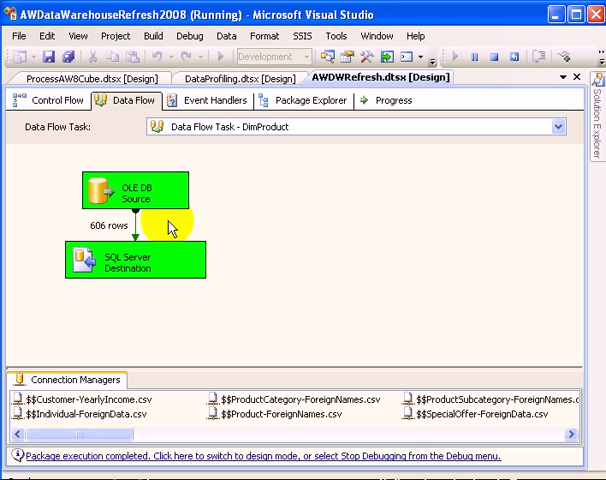 AWDataWarehouseRefresh2008 (Running) - Microsoft Visual Studio
File Edit View Project Build Debug Data Format SSIS Tools Window Help
Development
ProcessAW8Cube.dtsx [Design] DataProfiling.dtsx [Design] AWDWRefresh.dtsx [Design]
Control Flow Data Flow Event Handlers Package Explorer Progress
Solution Explorer
Data Flow Task: Data Flow Task - DimProduct
OLE DB
Source
606 rows
SQL Server
Destination
Connection Managers
$$Customer-YearlyIncome.csv $$ProductCategory-ForeignNames.csv $$ProductSubcategory-ForeignNames.c
$$Individual-ForeignData.csv $$Product-ForeignNames.csv $$SpecialOffer-ForeignData.csv
Package execution completed. Click here to switch to design mode, or select Stop Debugging from the Debug menu.